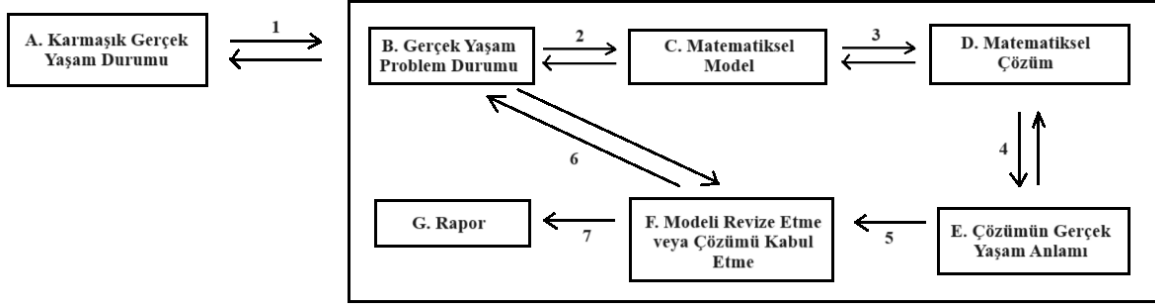 A. Karmaşık Gerçek
Yaşam Durumu
1
B. Gerçek Yaşam
Problem Durumu
2
C. Matematiksel
Model
3
D. Matematiksel
Çözüm
4
6
G. Rapor
7
F. Modeli Revize Etme
veya Çözümü Kabul
Etme
5
E. Çözümün Gerçek
Yaşam Anlamı